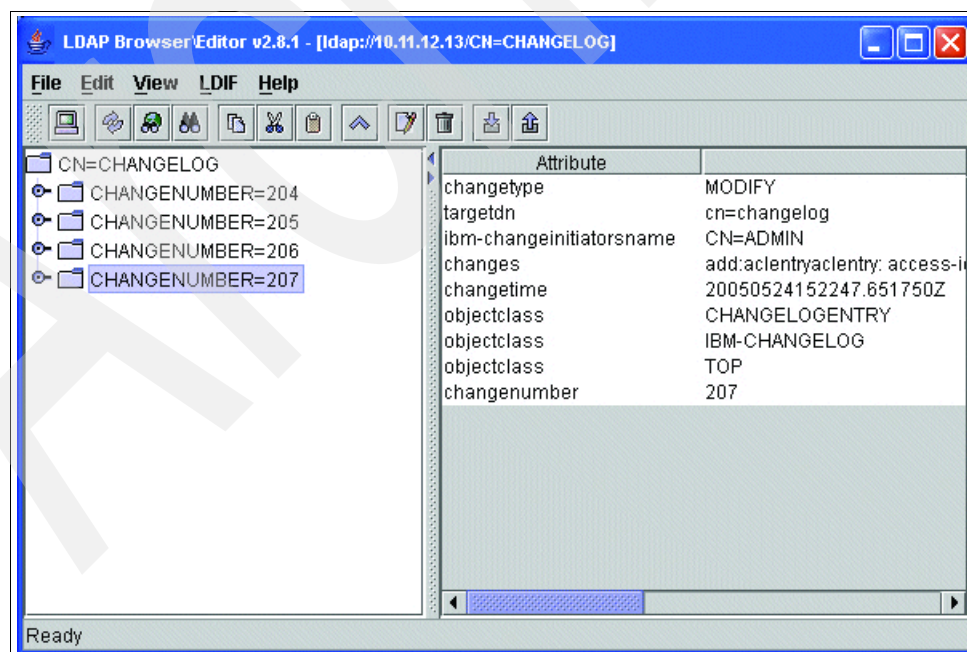 LDAP Browser\Editor v2.8.1 - [ldap://10.11.12.13/CN=CHANGELOG]
File Edit View LDIF Help
CN=CHANGELOG
CHANGENUMBER=204
CHANGENUMBER=205
CHANGENUMBER=206
CHANGENUMBER=207
Attribute
changetype MODIFY
targetdn cn=changelog
ibm-changeinitiatorsname CN=ADMIN
changes add:aclentryaclentry: access-i
changetime 20050524152247.651750Z
objectclass CHANGELOGENTRY
objectclass IBM-CHANGELOG
objectclass TOP
changenumber 207
Ready